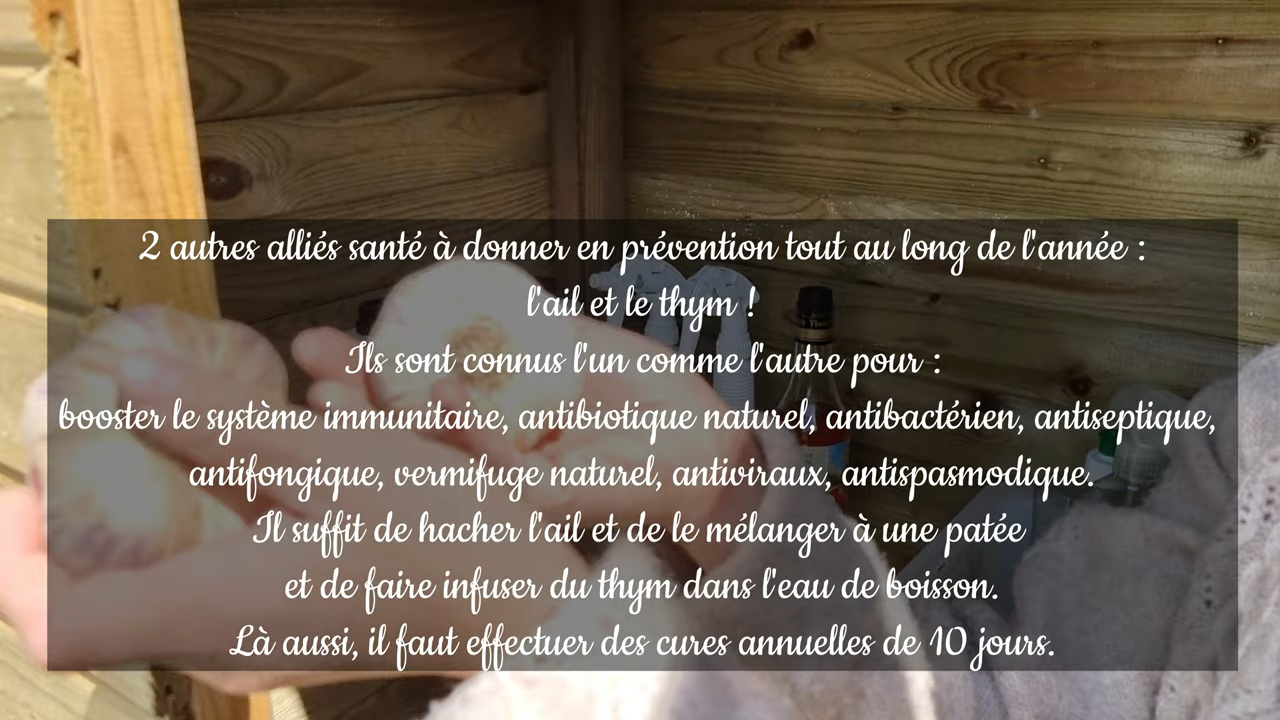 2 autres alliés santé à donner en prévention tout au long de l'année :
l'ail et le thym !
Ils sont connus l'un comme l'autre pour :
booster le système immunitaire, antibiotique naturel, antibactérien, antiseptique,
antifongique, vermifuge naturel, antiviraux, antispasmodique.
Il suffit de hacher l'ail et de le mélanger à une patée
et de faire infuser du thym dans l'eau de boisson.
Là aussi, il faut effectuer des cures annuelles de 10 jours.